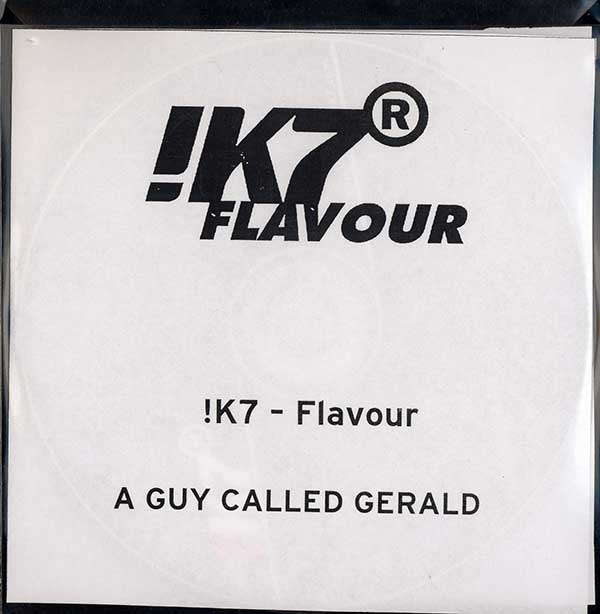 !K7®
FLAVOUR
!K7 – Flavour
A GUY CALLED GERALD